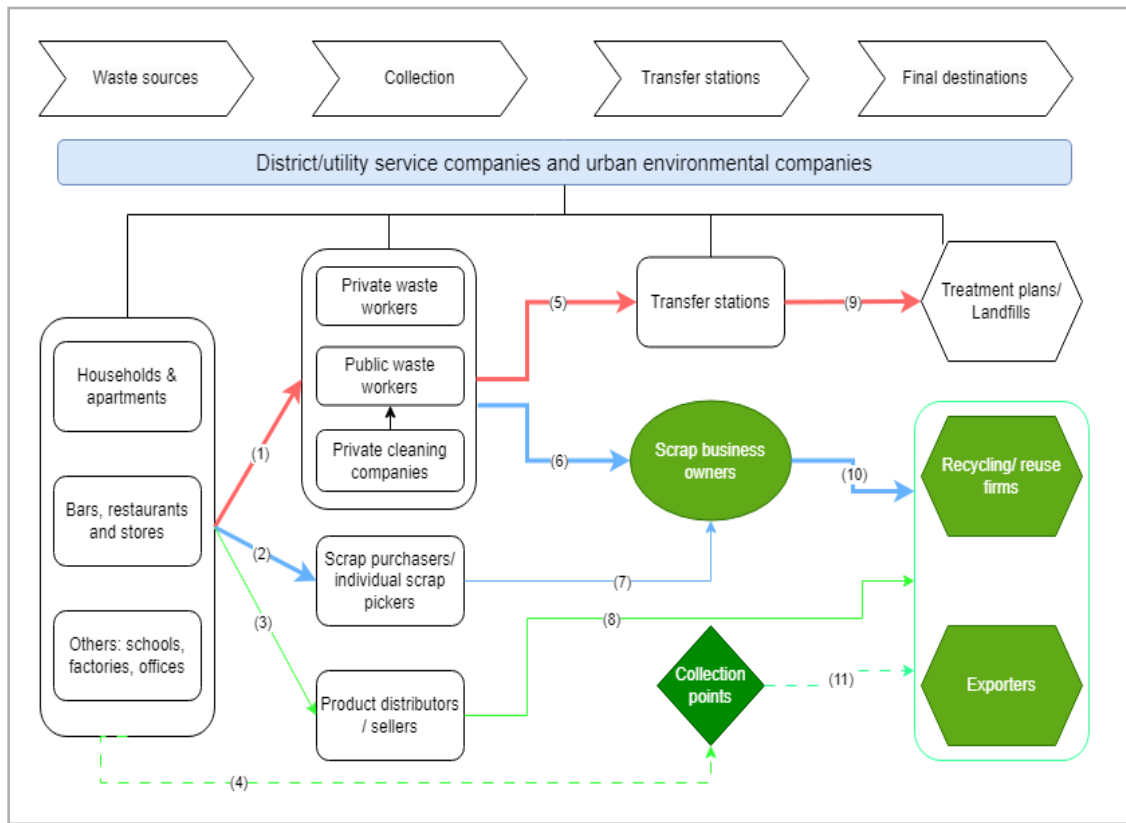 Waste sources
Collection
Transfer stations
Final destinations
District/utility service companies and urban environmental companies
Private waste
workers
Public waste
workers
Private cleaning
companies
Households &
apartments
Bars, restaurants
and stores
Others: schools,
factories, offices
(1)
(2)
(3)
(4)
Scrap purchasers/
individual scrap
pickers
Product distributors
/ sellers
(5)
(6)
(7)
(8)
Transfer stations
Scrap business
owners
Collection
points
(9)
(10)
(11)
Treatment plans/
Landfills
Recycling/ reuse
firms
Exporters